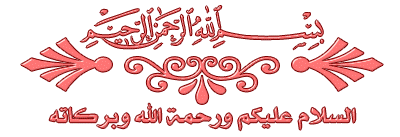 بسم الله الرحمن الرحيم
السلام عليكم ورحمة الله وبركاته